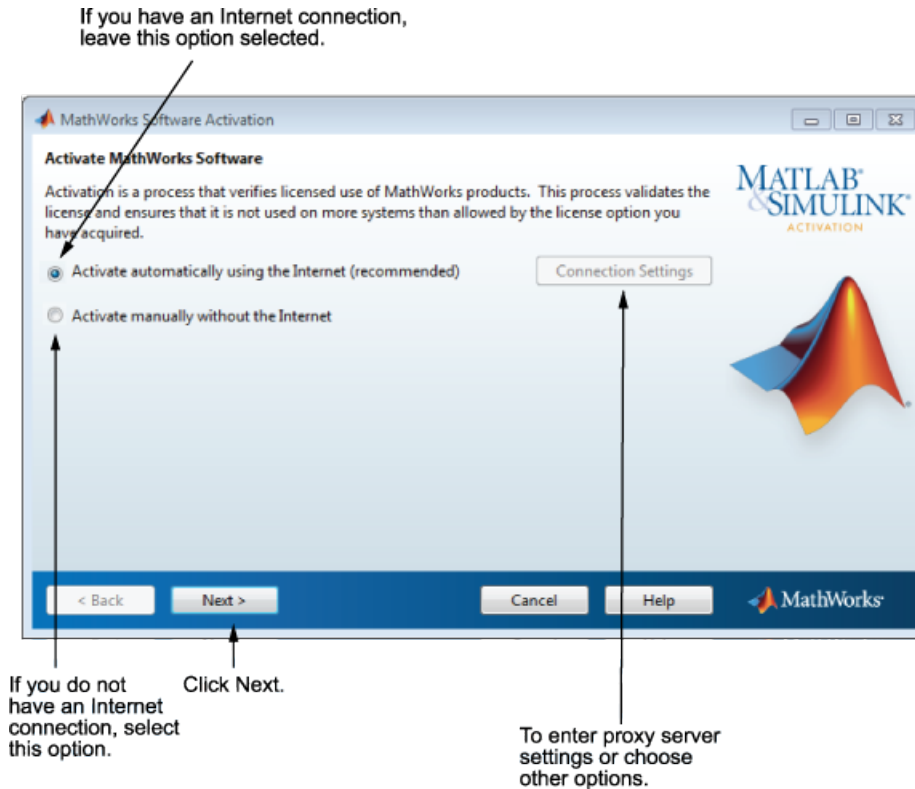 If you have an Internet connection,
leave this option selected.
MathWorks Software Activation
Activate MathWorks Software
Activation is a process that verifies licensed use of MathWorks products. This process validates the
license and ensures that it is not used on more systems than allowed by the license option you
have acquired.
MATLAB®
&SIMULINK®
ACTIVATION
Activate automatically using the Internet (recommended)
Connection Settings
Activate manually without the Internet
< Back
Next >
Cancel
Help
MathWorks®
If you do not
have an Internet
connection, select
this option.
Click Next.
To enter proxy server
settings or choose
other options.